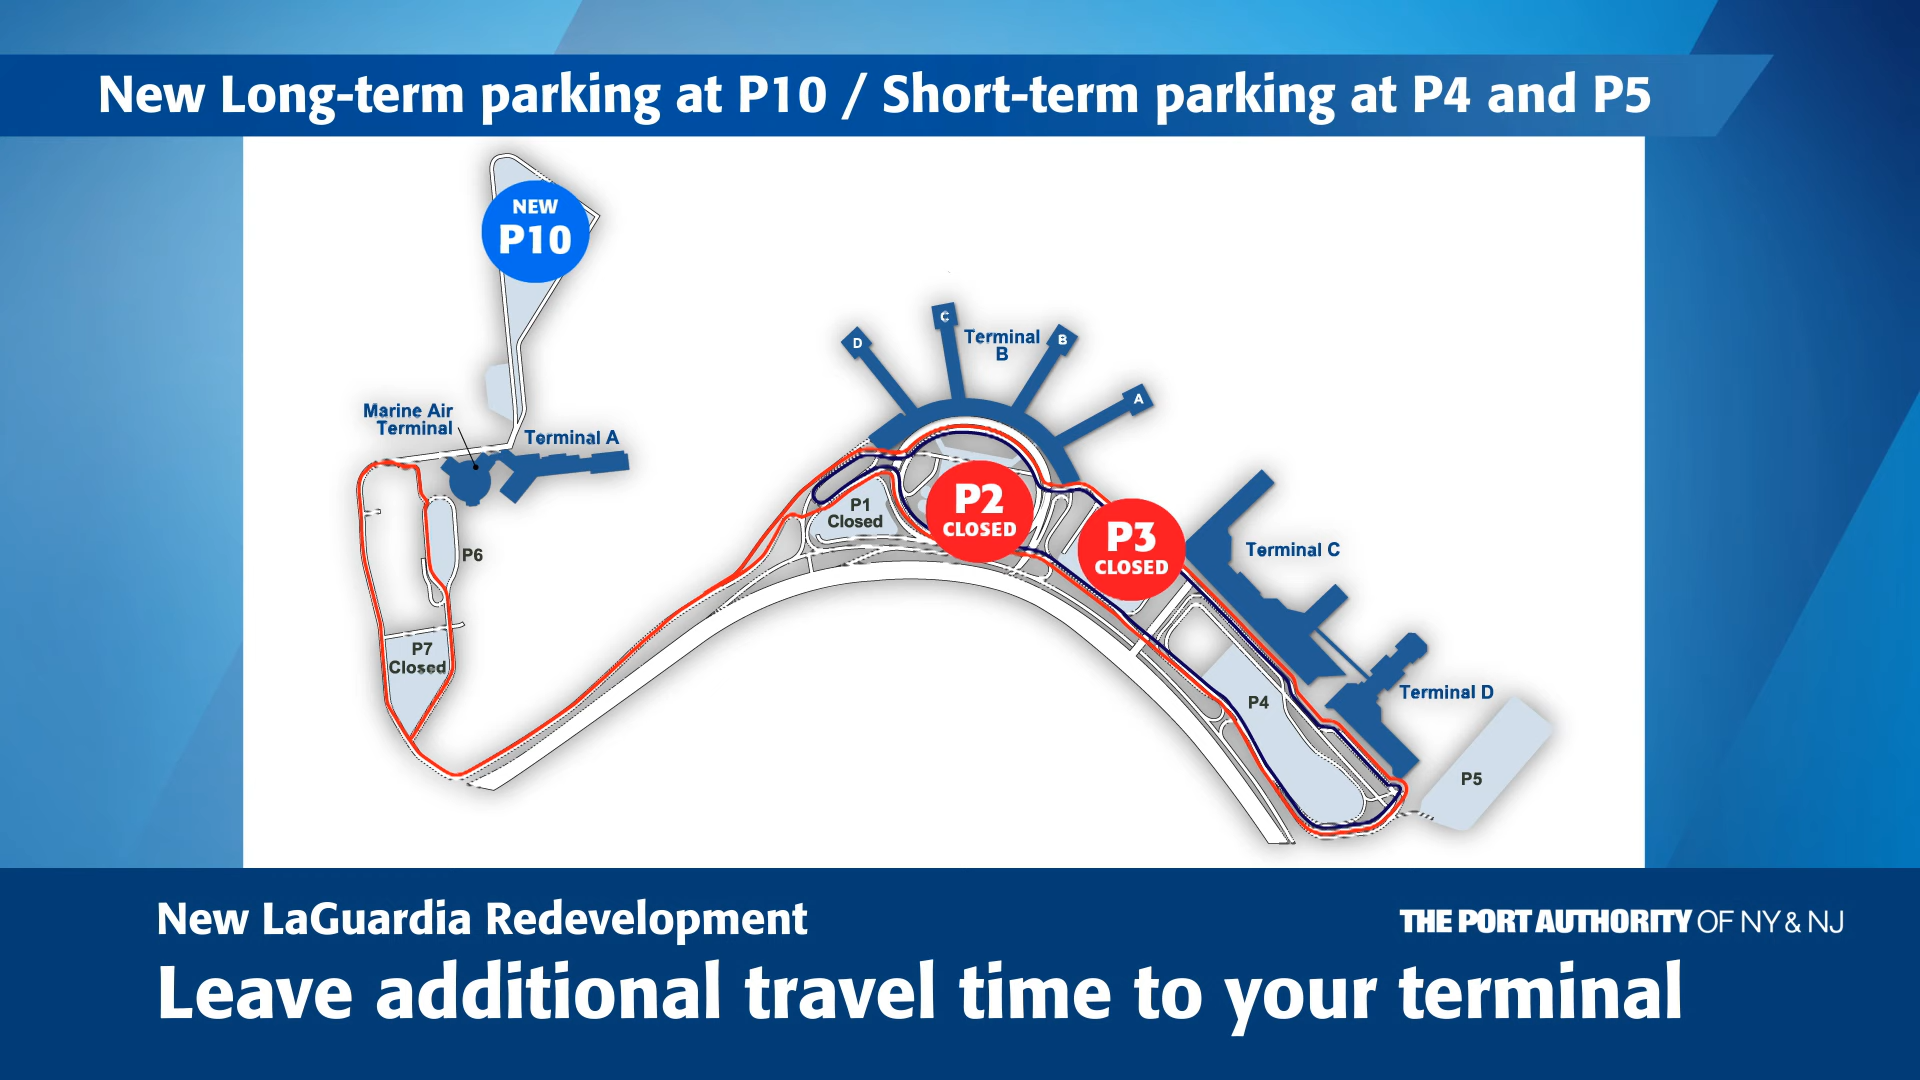 New Long-term parking at P10 / Short-term parking at P4 and P5
NEW
P10
C
D
Terminal
B
B
A
Marine Air
Terminal
Terminal A
P1
Closed
P2
CLOSED
P3
CLOSED
Terminal C
P6
P7
Closed
P4
Terminal D
P5
New LaGuardia Redevelopment
THE PORT AUTHORITY OF NY & NJ
Leave additional travel time to your terminal